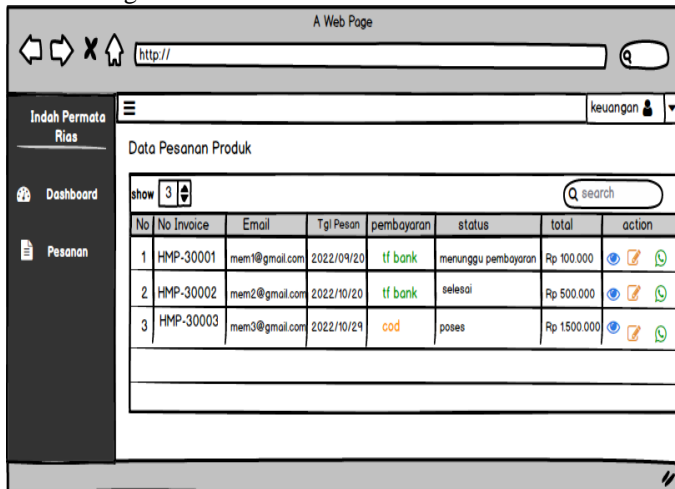 A Web Page
http://
Indah Permata
Rias
keuangan
Data Pesanan Produk
Dashboard
Pesanan
show 3
search
No No Invoice Email Tgl Pesan pembayaran status total action
1 HMP-30001 mem1@gmail.com 2022/09/20 tf bank menunggu pembayaran Rp 100.000
2 HMP-30002 mem2@gmail.com 2022/10/20 tf bank selesai Rp 500.000
3 HMP-30003 mem3@gmail.com 2022/10/29 cod poses Rp 1.500.000